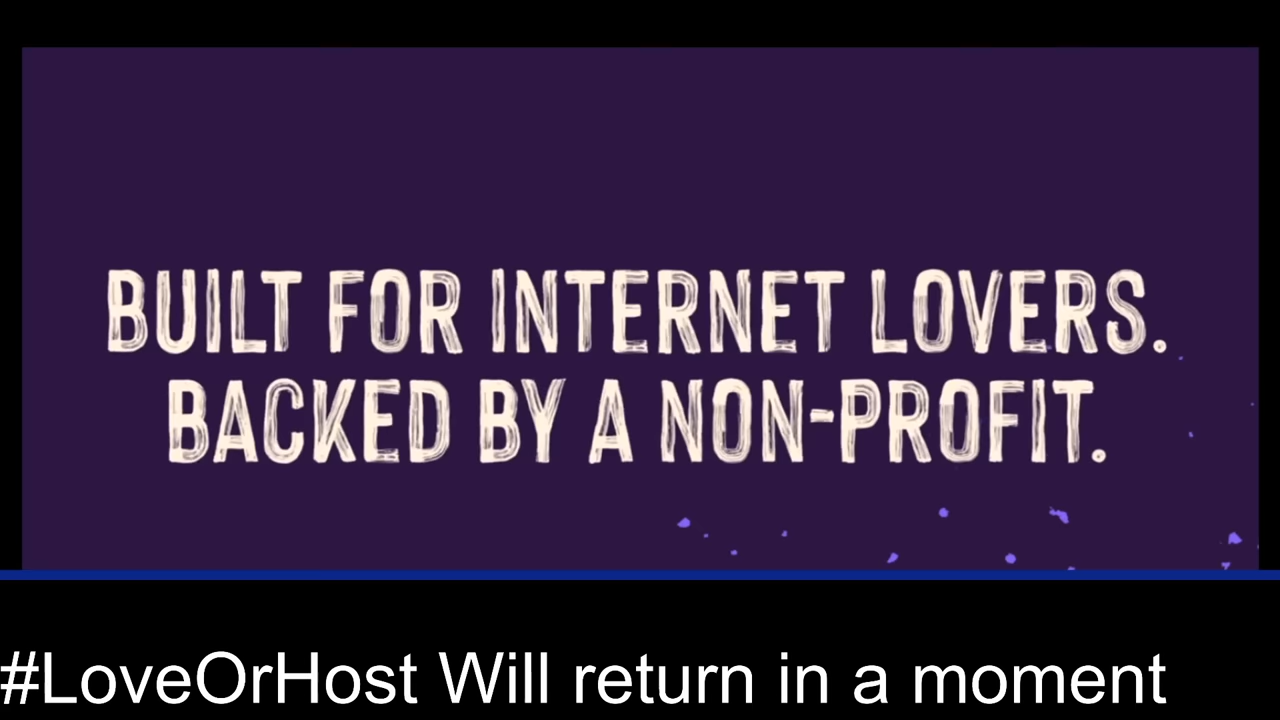 BUILT FOR INTERNET LOVERS.
BACKED BY A NON-PROFIT.
#LoveOrHost Will return in a moment